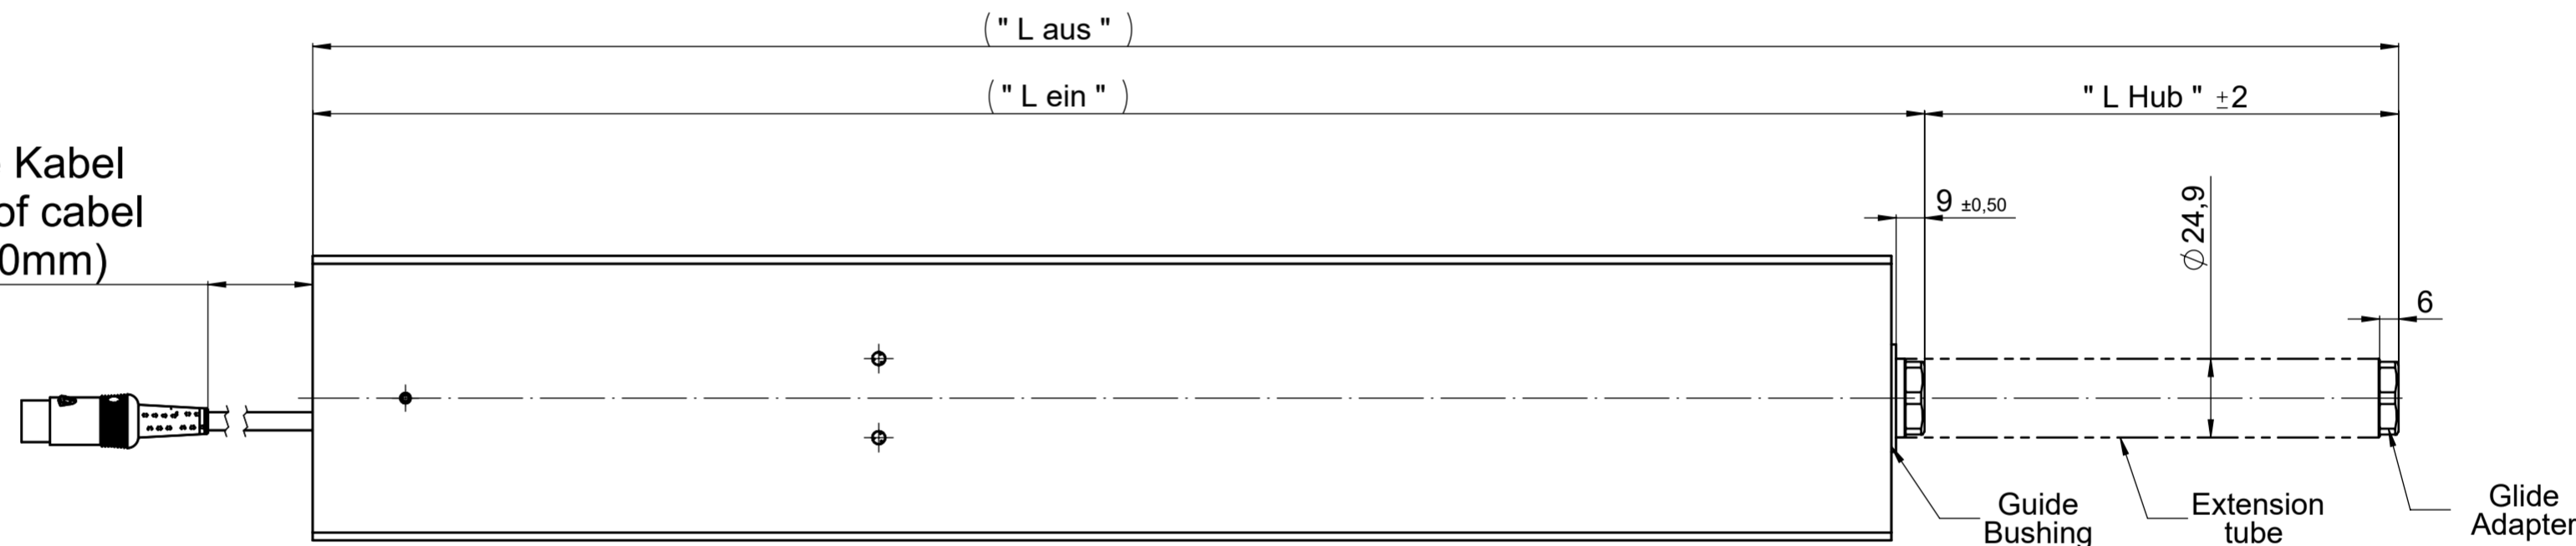 (" L aus ")
(" L ein ")
" L Hub " ±2
Kabel
of cabel
0mm)
9 ±0,50
⌀24,9
6
Guide
Bushing
Extension
tube
Glide
Adapter